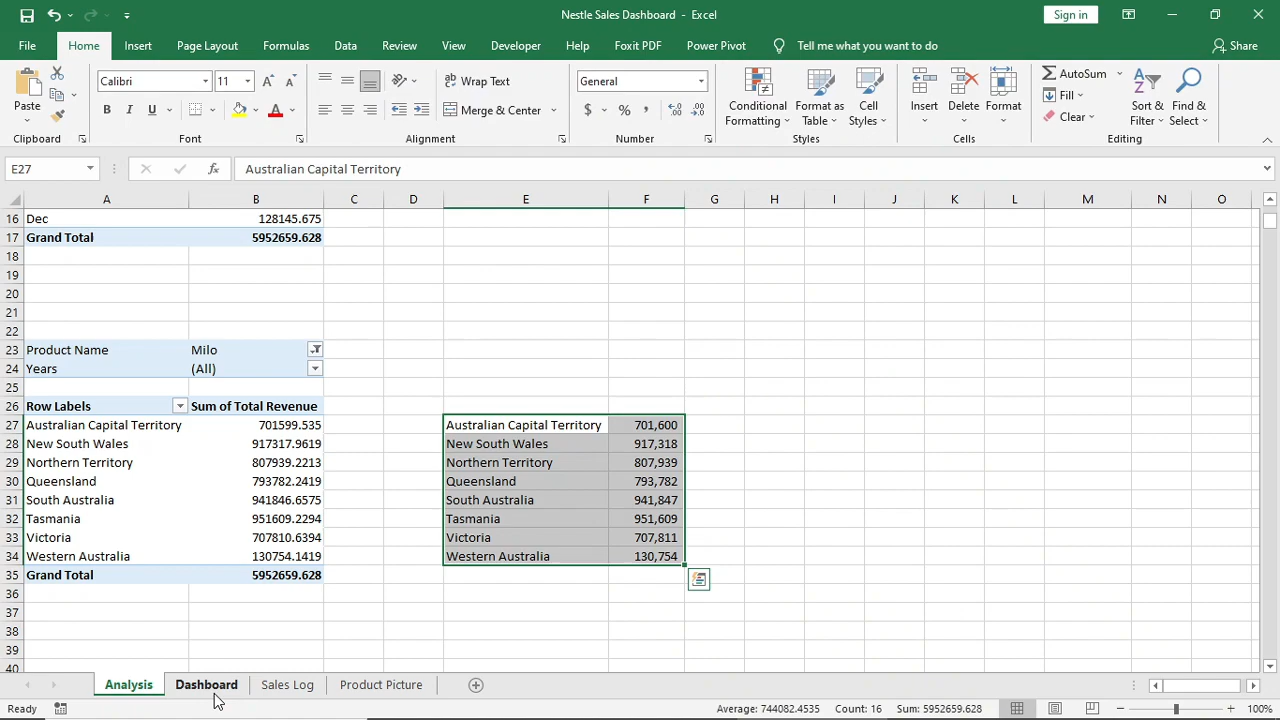 Nestle Sales Dashboard - Excel
Sign in
File Home Insert Page Layout Formulas Data Review View Developer Help Foxit PDF Power Pivot Tell me what you want to do Share
Paste
Clipboard
Calibri 11
B I U
Font
Wrap Text
Merge & Center
Alignment
General
$ % ,
Number
Conditional Formatting
Format as Table
Cell Styles
Styles
Insert Delete Format
Cells
AutoSum
Fill
Clear
Sort & Filter
Find & Select
Editing
E27 fx Australian Capital Territory
A B C D E F G H I J K L M N O
16 Dec 128145.675
17 Grand Total 5952659.628
18
19
20
21
22
23 Product Name Milo
24 Years (All)
25
26 Row Labels Sum of Total Revenue
27 Australian Capital Territory 701599.535 Australian Capital Territory 701,600
28 New South Wales 917317.9619 New South Wales 917,318
29 Northern Territory 807939.2213 Northern Territory 807,939
30 Queensland 793782.2419 Queensland 793,782
31 South Australia 941846.6575 South Australia 941,847
32 Tasmania 951609.2294 Tasmania 951,609
33 Victoria 707810.6394 Victoria 707,811
34 Western Australia 130754.1419 Western Australia 130,754
35 Grand Total 5952659.628
36
37
38
39
40
Analysis Dashboard Sales Log Product Picture
Ready Average: 744082.4535 Count: 16 Sum: 5952659.628 100%